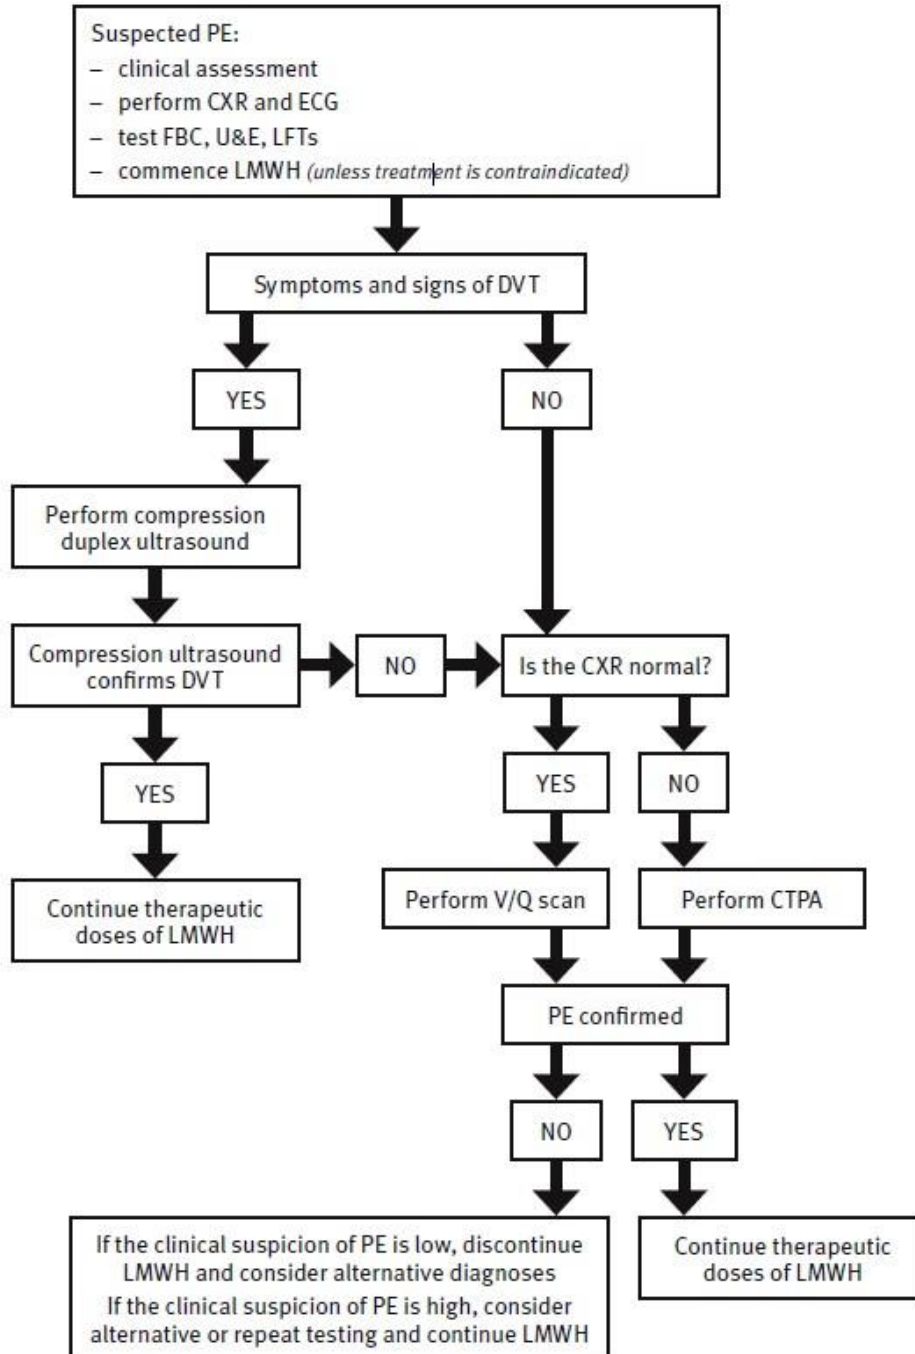 Suspected PE:
– clinical assessment
– perform CXR and ECG
– test FBC, U&E, LFTs
– commence LMWH (unless treatment is contraindicated)
Symptoms and signs of DVT
YES
NO
Perform compression
duplex ultrasound
Compression ultrasound
confirms DVT
NO
Is the CXR normal?
YES
YES
NO
Continue therapeutic
doses of LMWH
Perform V/Q scan
Perform CTPA
PE confirmed
NO
YES
If the clinical suspicion of PE is low, discontinue
LMWH and consider alternative diagnoses
If the clinical suspicion of PE is high, consider
alternative or repeat testing and continue LMWH
Continue therapeutic
doses of LMWH